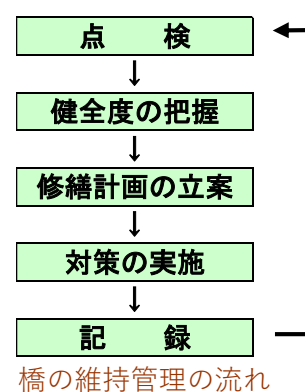 点　検
健全度の把握
修繕計画の立案
対策の実施
記　録
橋の維持管理の流れ